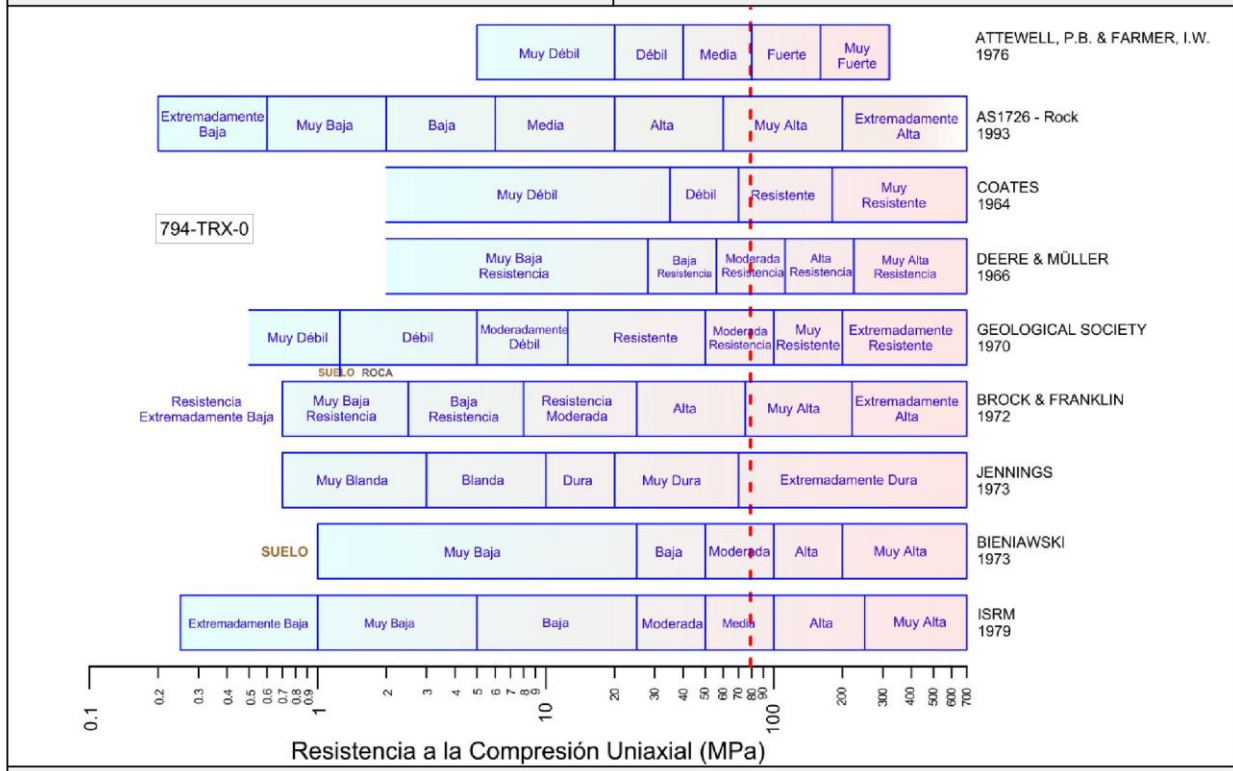 Muy Débil Débil Media Fuerte Muy
Fuerte
ATTEWELL, P.B. & FARMER, I.W.
1976
Extremadamente
Baja
Muy Baja Baja Media Alta Muy Alta Extremadamente
Alta
AS1726 - Rock
1993
Muy Débil Débil Resistente Muy
Resistente
COATES
1964
794-TRX-0
Muy Baja
Resistencia
Baja
Resistencia
Moderada
Resistencia
Alta
Resistencia
Muy Alta
Resistencia
DEERE & MÜLLER
1966
Muy Débil Débil Moderadamente
Débil
Resistente Moderada
Resistencia
Muy
Resistente
Extremadamente
Resistente
GEOLOGICAL SOCIETY
1970
SUELO ROCA
Resistencia
Extremadamente Baja
Muy Baja
Resistencia
Baja
Resistencia
Resistencia
Moderada
Alta Muy Alta Extremadamente
Alta
BROCK & FRANKLIN
1972
Muy Blanda Blanda Dura Muy Dura Extremadamente Dura
JENNINGS
1973
SUELO Muy Baja Baja Moderada Alta Muy Alta
BIENIAWSKI
1973
Extremadamente Baja Muy Baja Baja Moderada Media Alta Muy Alta
ISRM
1979
0.1 0.2 0.3 0.4 0.5 0.6 0.7 0.8 0.9 1 2 3 4 5 6 7 8 9 10 20 30 40 50 60 70 80 90 100 200 300 400 500 600 700
Resistencia a la Compresión Uniaxial (MPa)